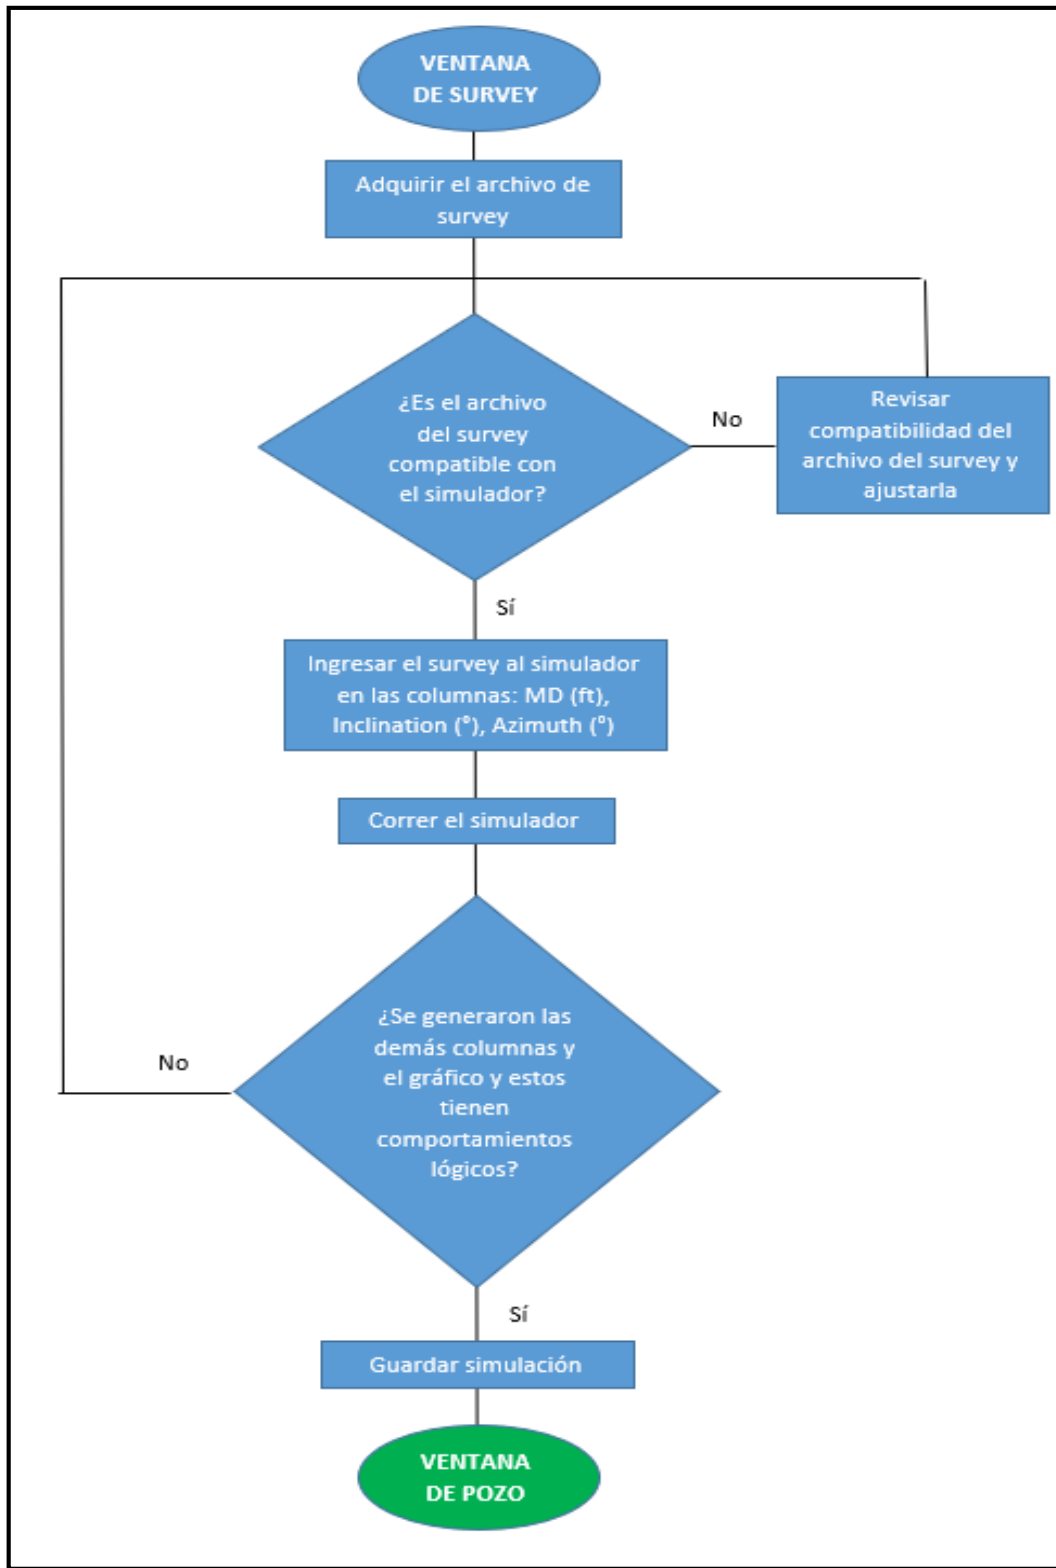 VENTANA
DE SURVEY
Adquirir el archivo de
survey
¿Es el archivo
del survey
compatible con
el simulador?
No
Revisar
compatibilidad del
archivo del survey y
ajustarla
Sí
Ingresar el survey al simulador
en las columnas: MD (ft),
Inclination (°), Azimuth (°)
Correr el simulador
¿Se generaron las
demás columnas y
el gráfico y estos
tienen
comportamientos
lógicos?
No
Sí
Guardar simulación
VENTANA
DE POZO